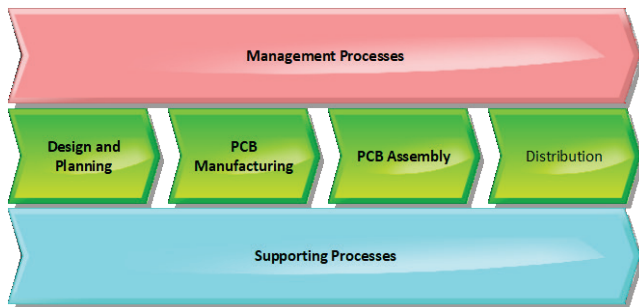 Management Processes
Design and
Planning
PCB
Manufacturing
PCB Assembly
Distribution
Supporting Processes